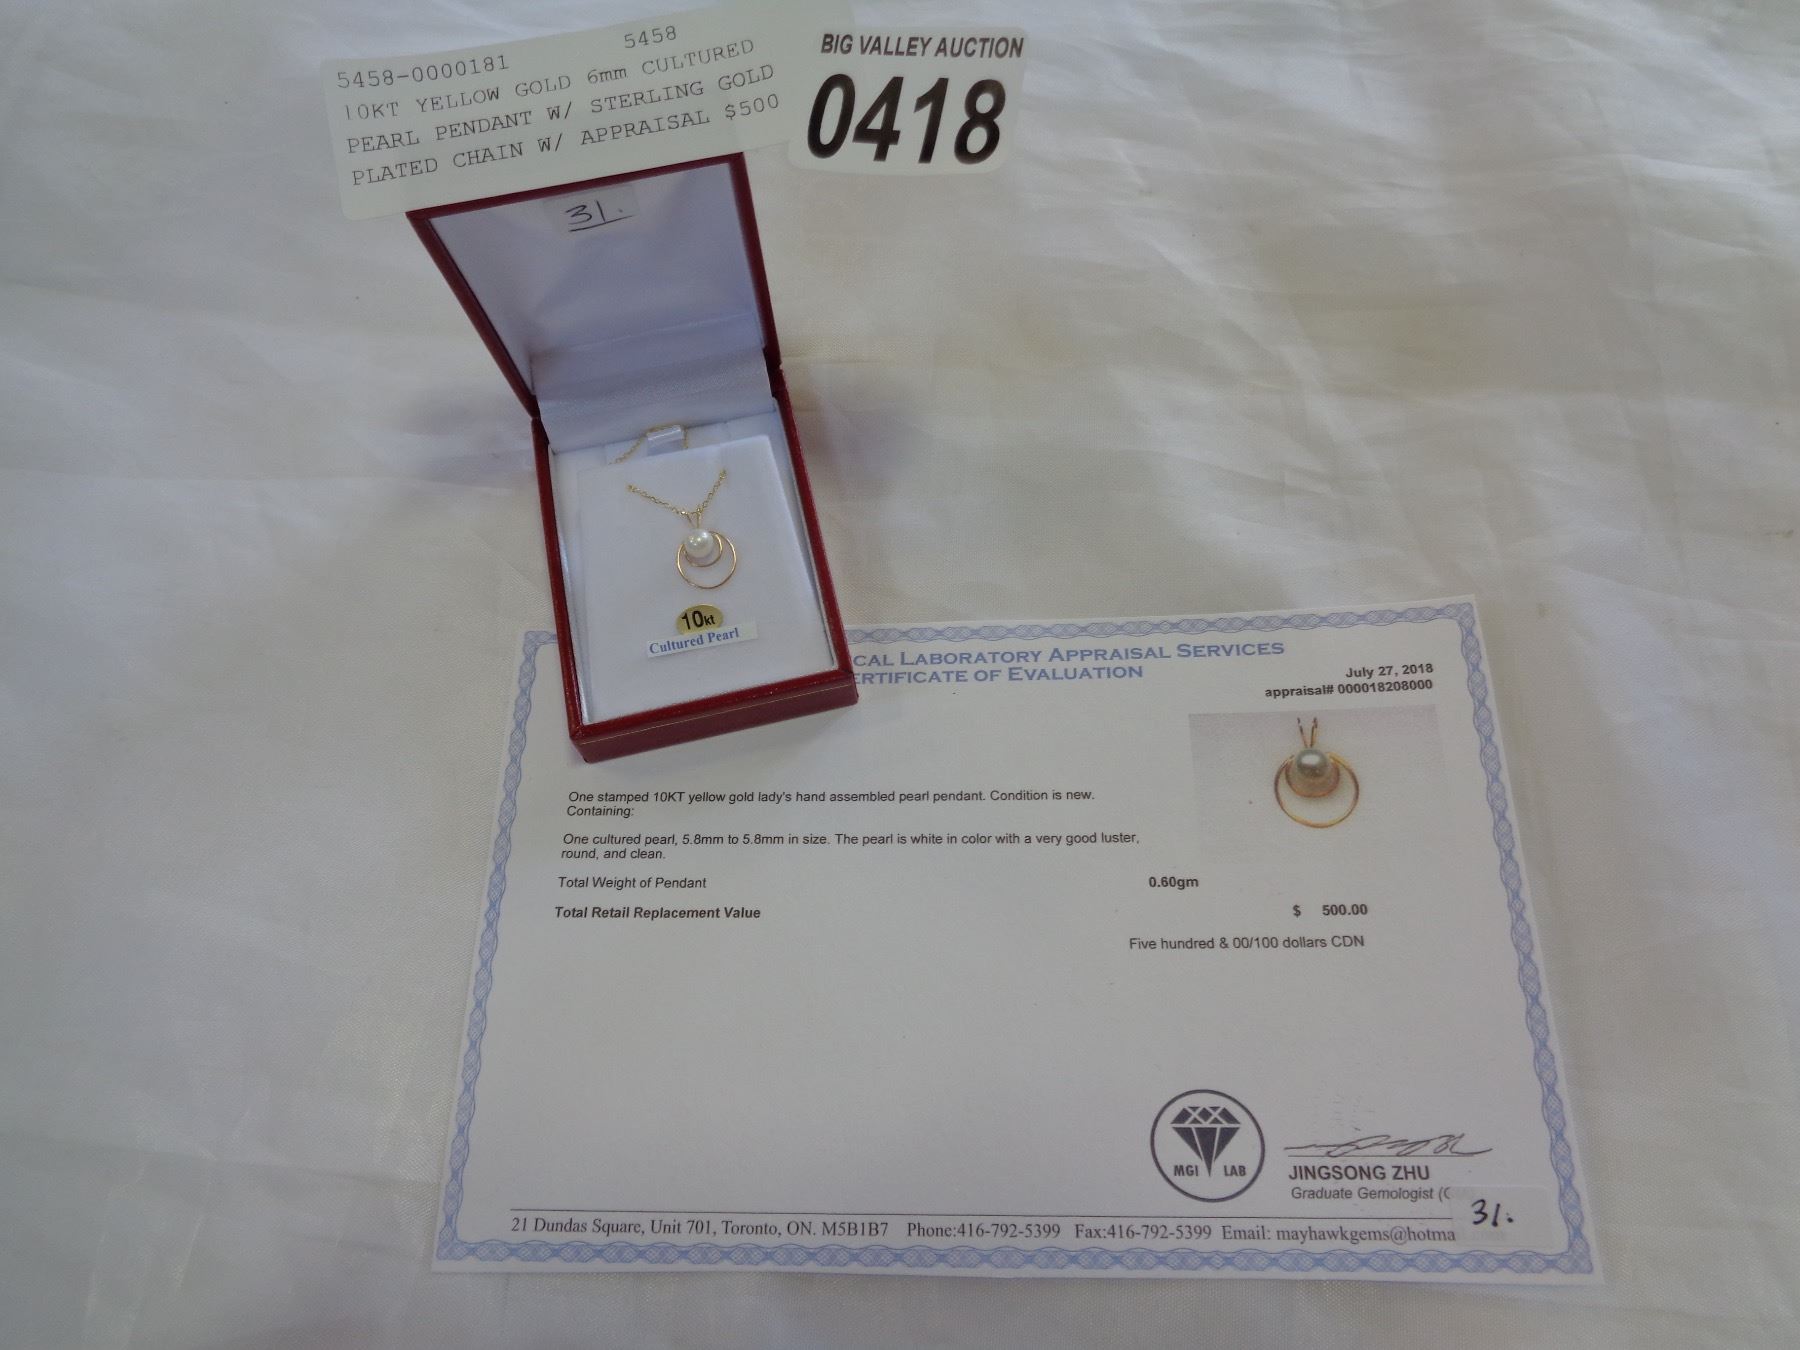 5458-0000181 5458
10KT YELLOW GOLD 6mm CULTURED
PEARL PENDANT W/ STERLING GOLD
PLATED CHAIN W/ APPRAISAL $500
BIG VALLEY AUCTION
0418
31.
10kt
Cultured Pearl
CAL LABORATORY APPRAISAL SERVICES
ERTIFICATE OF EVALUATION
July 27, 2018
appraisal# 000018208000
One stamped 10KT yellow gold lady's hand assembled pearl pendant. Condition is new.
Containing:
One cultured pearl, 5.8mm to 5.8mm in size. The pearl is white in color with a very good luster,
round, and clean.
Total Weight of Pendant 0.60gm
Total Retail Replacement Value $ 500.00
Five hundred & 00/100 dollars CDN
MGI LAB
JINGSONG ZHU
Graduate Gemologist (
31.
21 Dundas Square, Unit 701, Toronto, ON. M5B1B7 Phone:416-792-5399 Fax:416-792-5399 Email: mayhawkgems@hotma